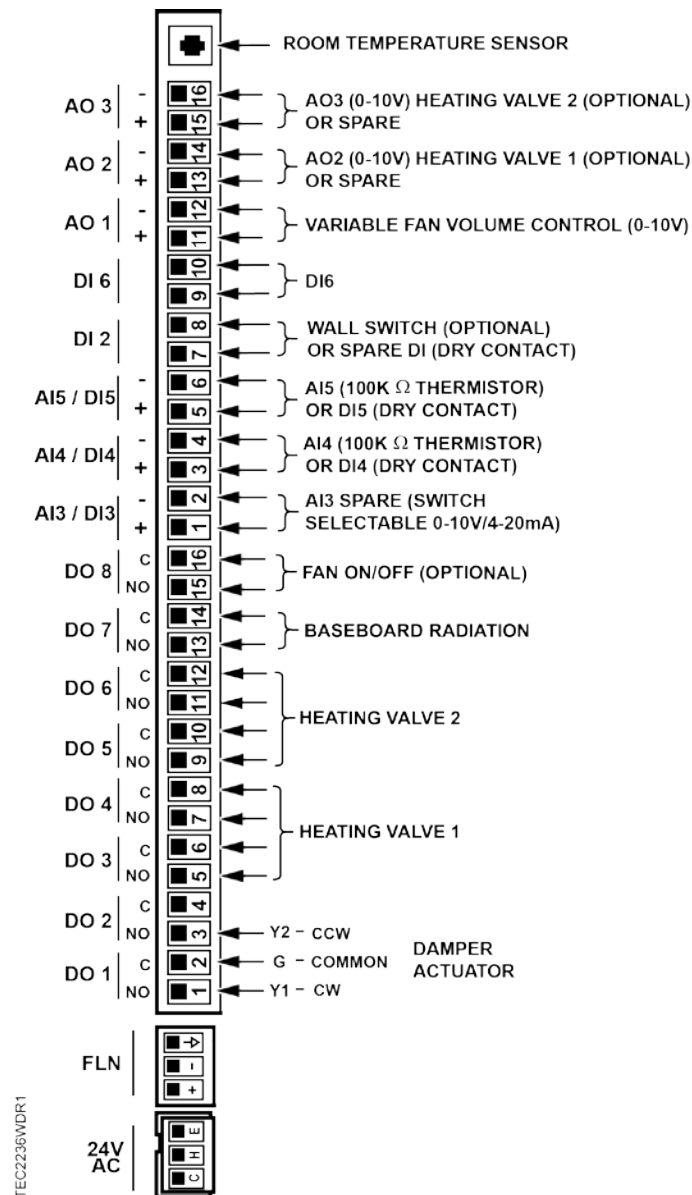 ROOM TEMPERATURE SENSOR
AO 3
-
+
16
15
AO3 (0-10V) HEATING VALVE 2 (OPTIONAL)
OR SPARE
AO 2
-
+
14
13
AO2 (0-10V) HEATING VALVE 1 (OPTIONAL)
OR SPARE
AO 1
-
+
12
11
VARIABLE FAN VOLUME CONTROL (0-10V)
DI 6
10
9
DI6
DI 2
8
7
WALL SWITCH (OPTIONAL)
OR SPARE DI (DRY CONTACT)
AI5 / DI5
-
+
6
5
AI5 (100K Ω THERMISTOR)
OR DI5 (DRY CONTACT)
AI4 / DI4
-
+
4
3
AI4 (100K Ω THERMISTOR)
OR DI4 (DRY CONTACT)
AI3 / DI3
-
+
2
1
AI3 SPARE (SWITCH
SELECTABLE 0-10V/4-20mA)
DO 8
C
NO
16
15
FAN ON/OFF (OPTIONAL)
DO 7
C
NO
14
13
BASEBOARD RADIATION
DO 6
C
NO
12
11
DO 5
C
NO
10
9
HEATING VALVE 2
DO 4
C
NO
8
7
DO 3
C
NO
6
5
HEATING VALVE 1
DO 2
C
NO
4
3
Y2 - CCW
DO 1
C
NO
2
1
G - COMMON
Y1 - CW
DAMPER
ACTUATOR
FLN
-
+
24V
AC
E
H
C
TEC2236WDR1